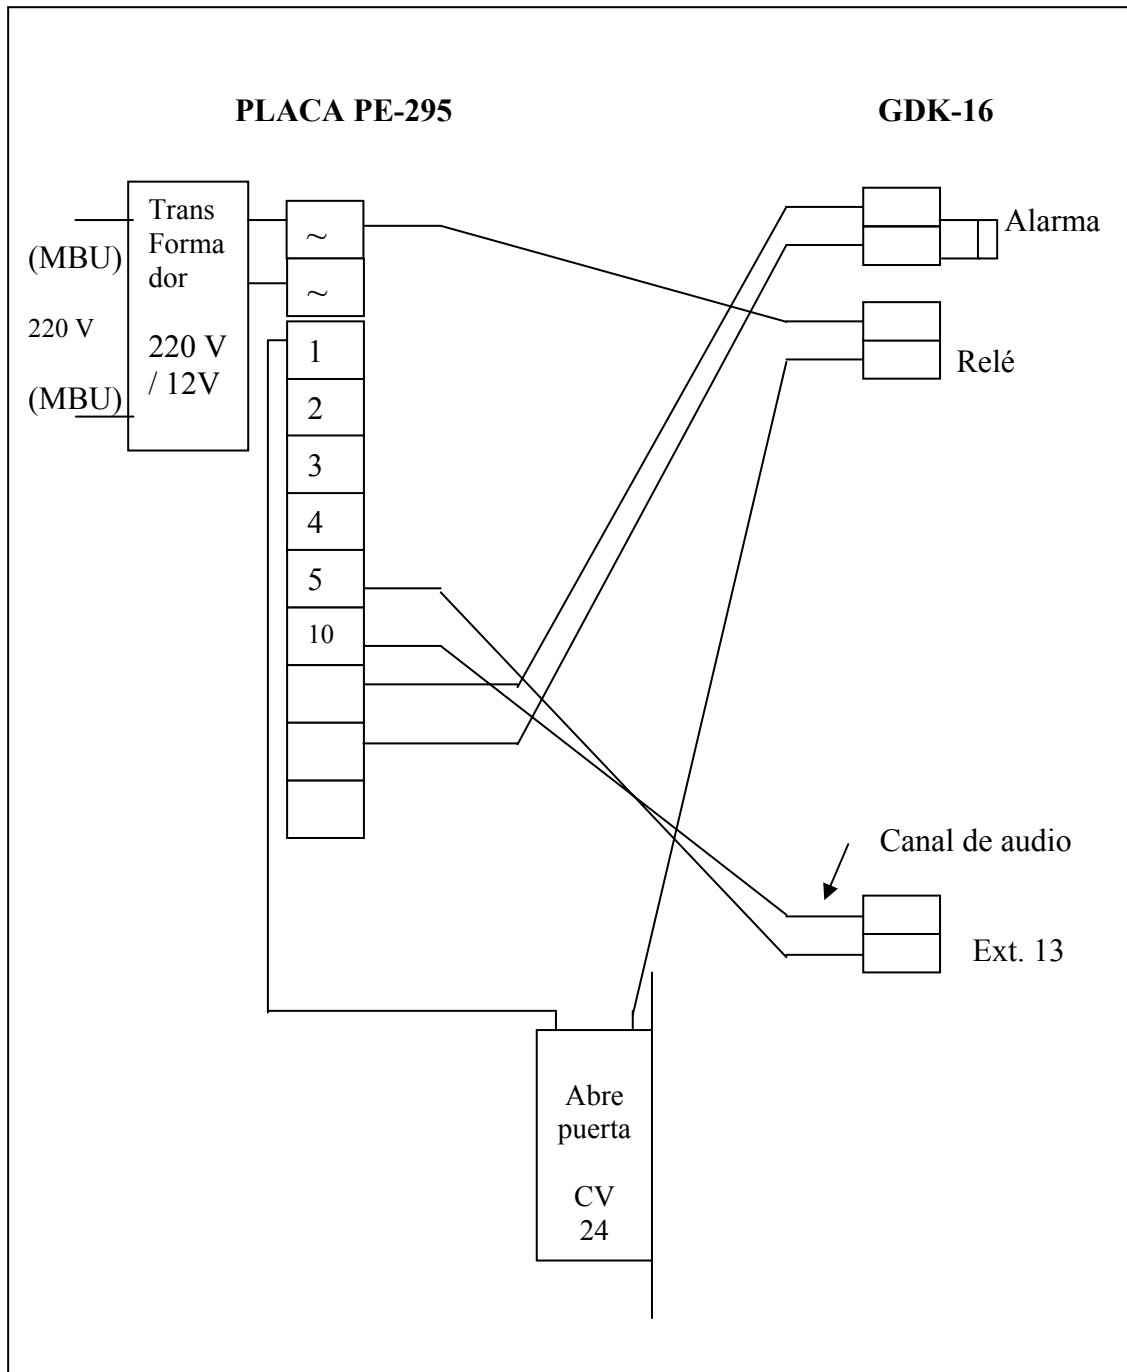 PLACA PE-295
GDK-16
(MBU)
220 V
(MBU)
Trans
Forma
dor
220 V
/ 12V
~
~
1
2
3
4
5
10
Alarma
Relé
Canal de audio
Ext. 13
Abre
puerta
CV
24